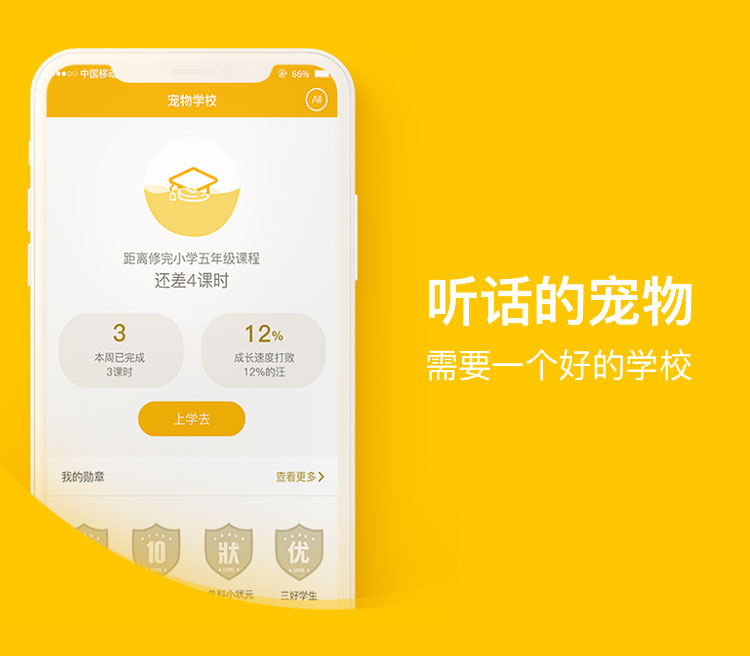 中国移动
86%
宠物学校
All
距离修完小学五年级课程
还差4课时
3
本周已完成
3课时
12%
成长速度打败
12%的汪
上学去
我的勋章
查看更多
10
状
优
LEVEL
LEVEL
LEVEL
科小状元
三好学生
听话的宠物
需要一个好的学校